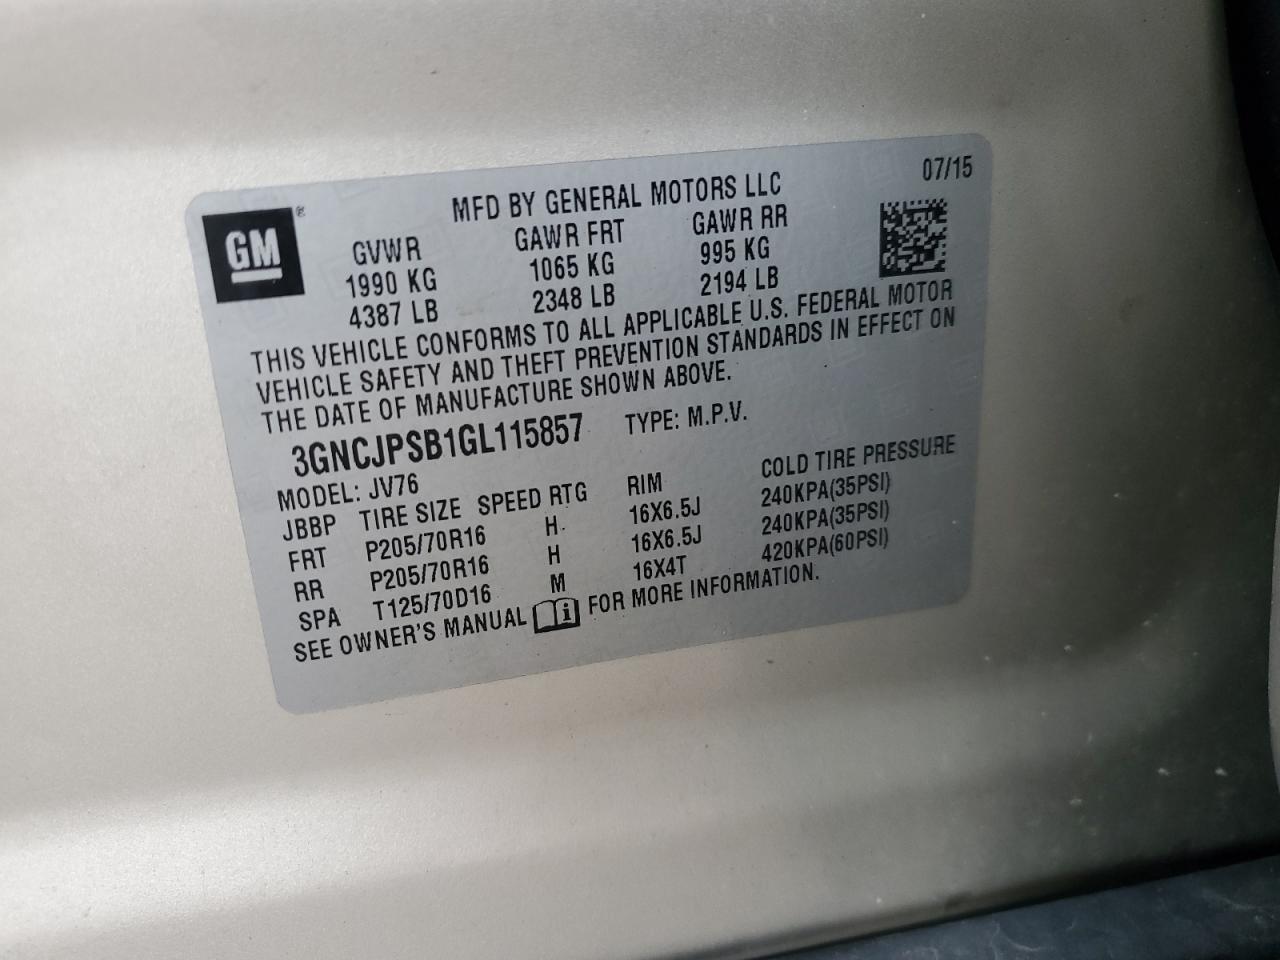 07/15
MFD BY GENERAL MOTORS LLC
GM®
GVWR GAWR FRT GAWR RR
1990 KG 1065 KG 995 KG
4387 LB 2348 LB 2194 LB
THIS VEHICLE CONFORMS TO ALL APPLICABLE U.S. FEDERAL MOTOR
VEHICLE SAFETY AND THEFT PREVENTION STANDARDS IN EFFECT ON
THE DATE OF MANUFACTURE SHOWN ABOVE.
3GNCJPSB1GL115857 TYPE: M.P.V.
MODEL: JV76
JBBP TIRE SIZE SPEED RTG RIM COLD TIRE PRESSURE
FRT P205/70R16 H 16X6.5J 240KPA(35PSI)
RR P205/70R16 H 16X6.5J 240KPA(35PSI)
SPA T125/70D16 M 16X4T 420KPA(60PSI)
SEE OWNER'S MANUAL i FOR MORE INFORMATION.